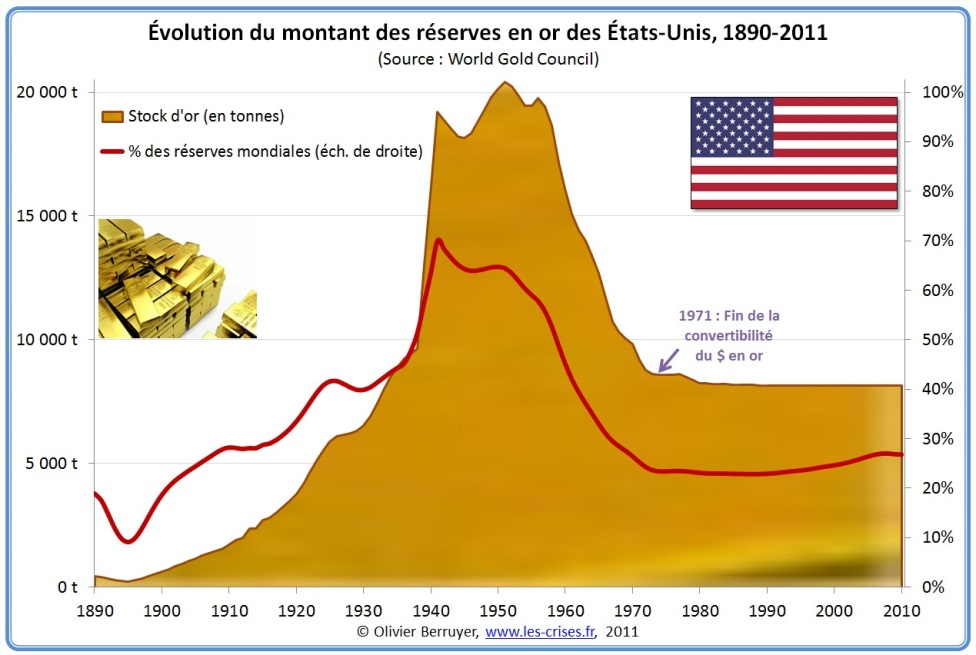 Évolution du montant des réserves en or des États-Unis, 1890-2011
(Source : World Gold Council)
20 000 t
15 000 t
10 000 t
5 000 t
0 t
Stock d'or (en tonnes)
% des réserves mondiales (éch. de droite)
1971 : Fin de la
convertibilité
du $ en or
100%
90%
80%
70%
60%
50%
40%
30%
20%
10%
0%
1890 1900 1910 1920 1930 1940 1950 1960 1970 1980 1990 2000 2010
© Olivier Berruyer, www.les-crises.fr, 2011